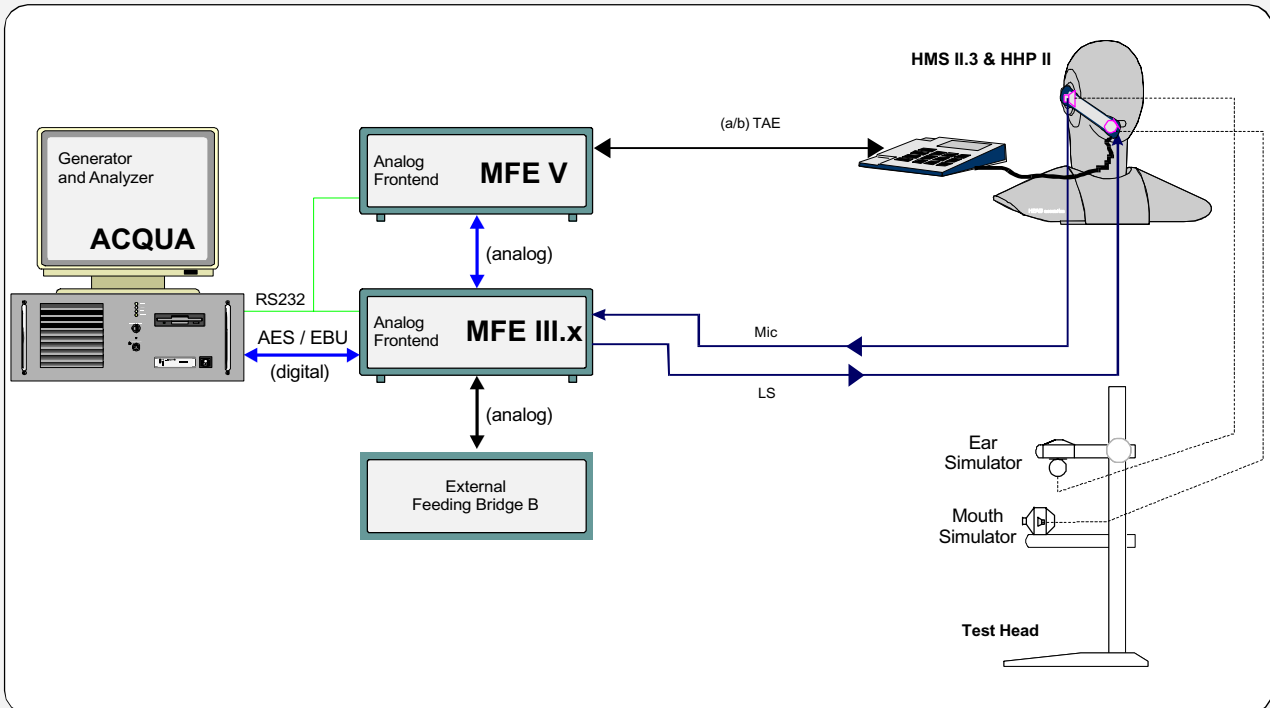 HMS II.3 & HHP II
(a/b) TAE
Generator
and Analyzer
ACQUA
Analog
Frontend
MFE V
(analog)
RS232
AES / EBU
(digital)
Analog
Frontend
MFE III.x
Mic
LS
(analog)
External
Feeding Bridge B
Ear
Simulator
Mouth
Simulator
Test Head